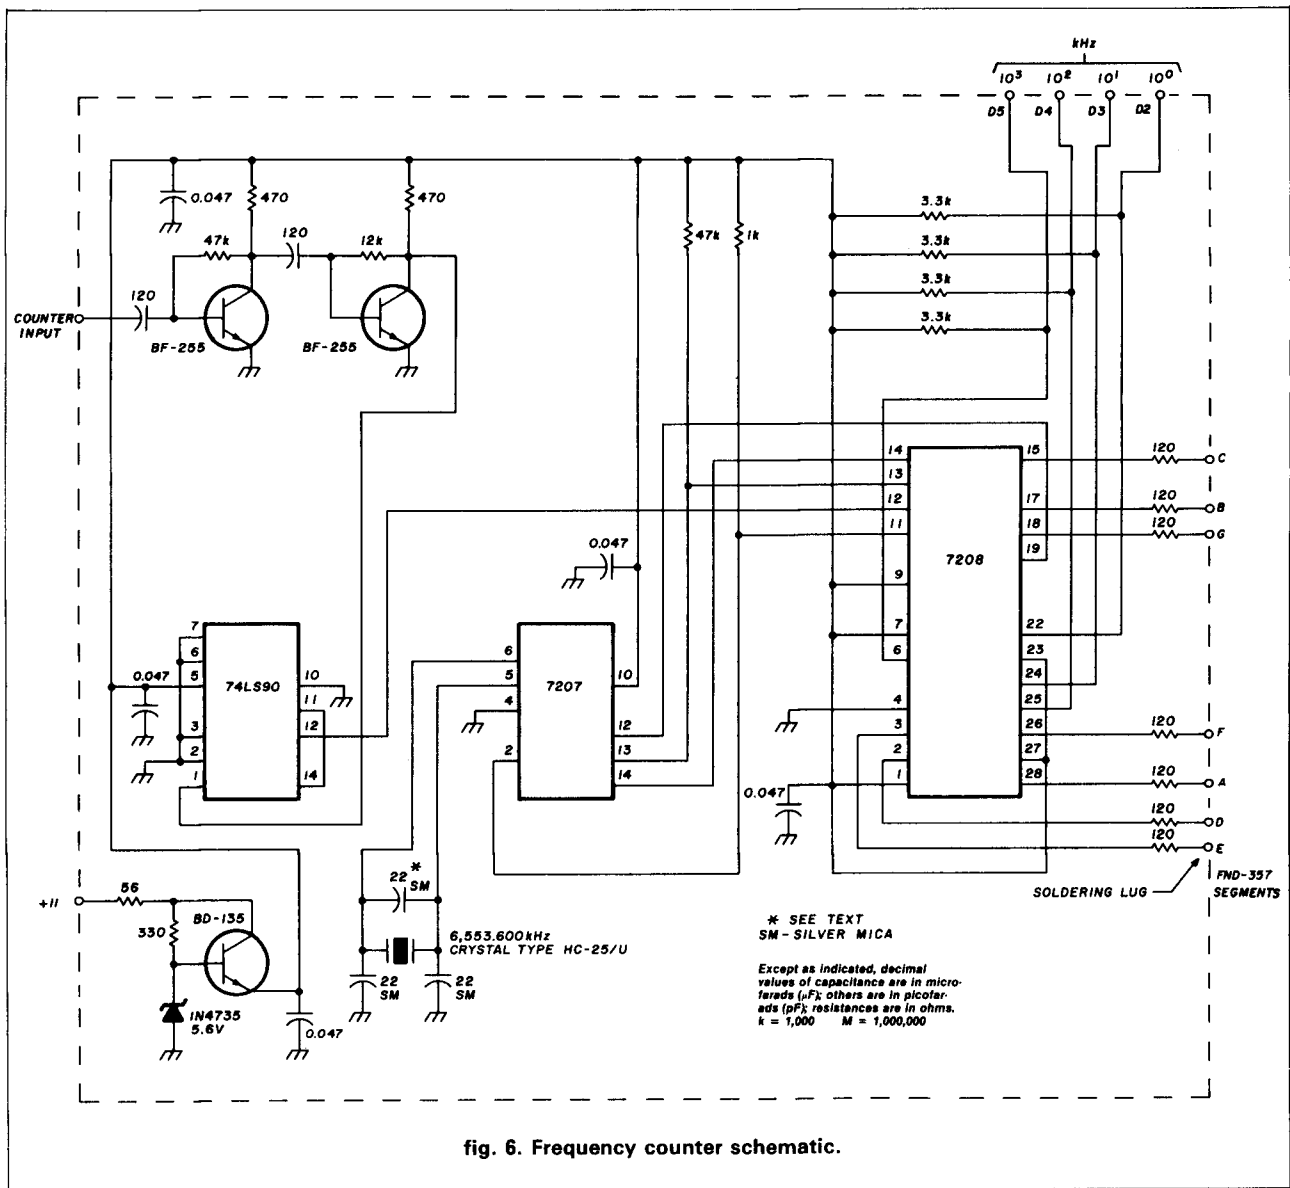 kHz
10³ 10² 10¹ 10⁰
D5 D4 D3 D2
0.047
470
470
47k
120
12k
47k
1k
3.3k
3.3k
3.3k
3.3k
120
COUNTER
INPUT
BF-255
BF-255
14
13
12
11
9
7
6
4
3
2
1
7208
15
17
18
19
22
23
24
25
26
27
28
120
C
120
B
120
G
120
F
120
A
120
D
120
E
0.047
0.047
7
6
5
3
2
1
74LS90
10
11
12
14
0.047
6
5
4
2
7207
10
12
13
14
0.047
+11
56
330
BD-135
1N4735
5.6V
0.047
22 *
SM
6,553.600kHz
CRYSTAL TYPE HC-25/U
22
SM
22
SM
SOLDERING LUG
FND-357
SEGMENTS
* SEE TEXT
SM-SILVER MICA
Except as indicated, decimal
values of capacitance are in micro-
farads (μF); others are in picofar-
ads (pF); resistances are in ohms.
k = 1,000 M = 1,000,000
fig. 6. Frequency counter schematic.